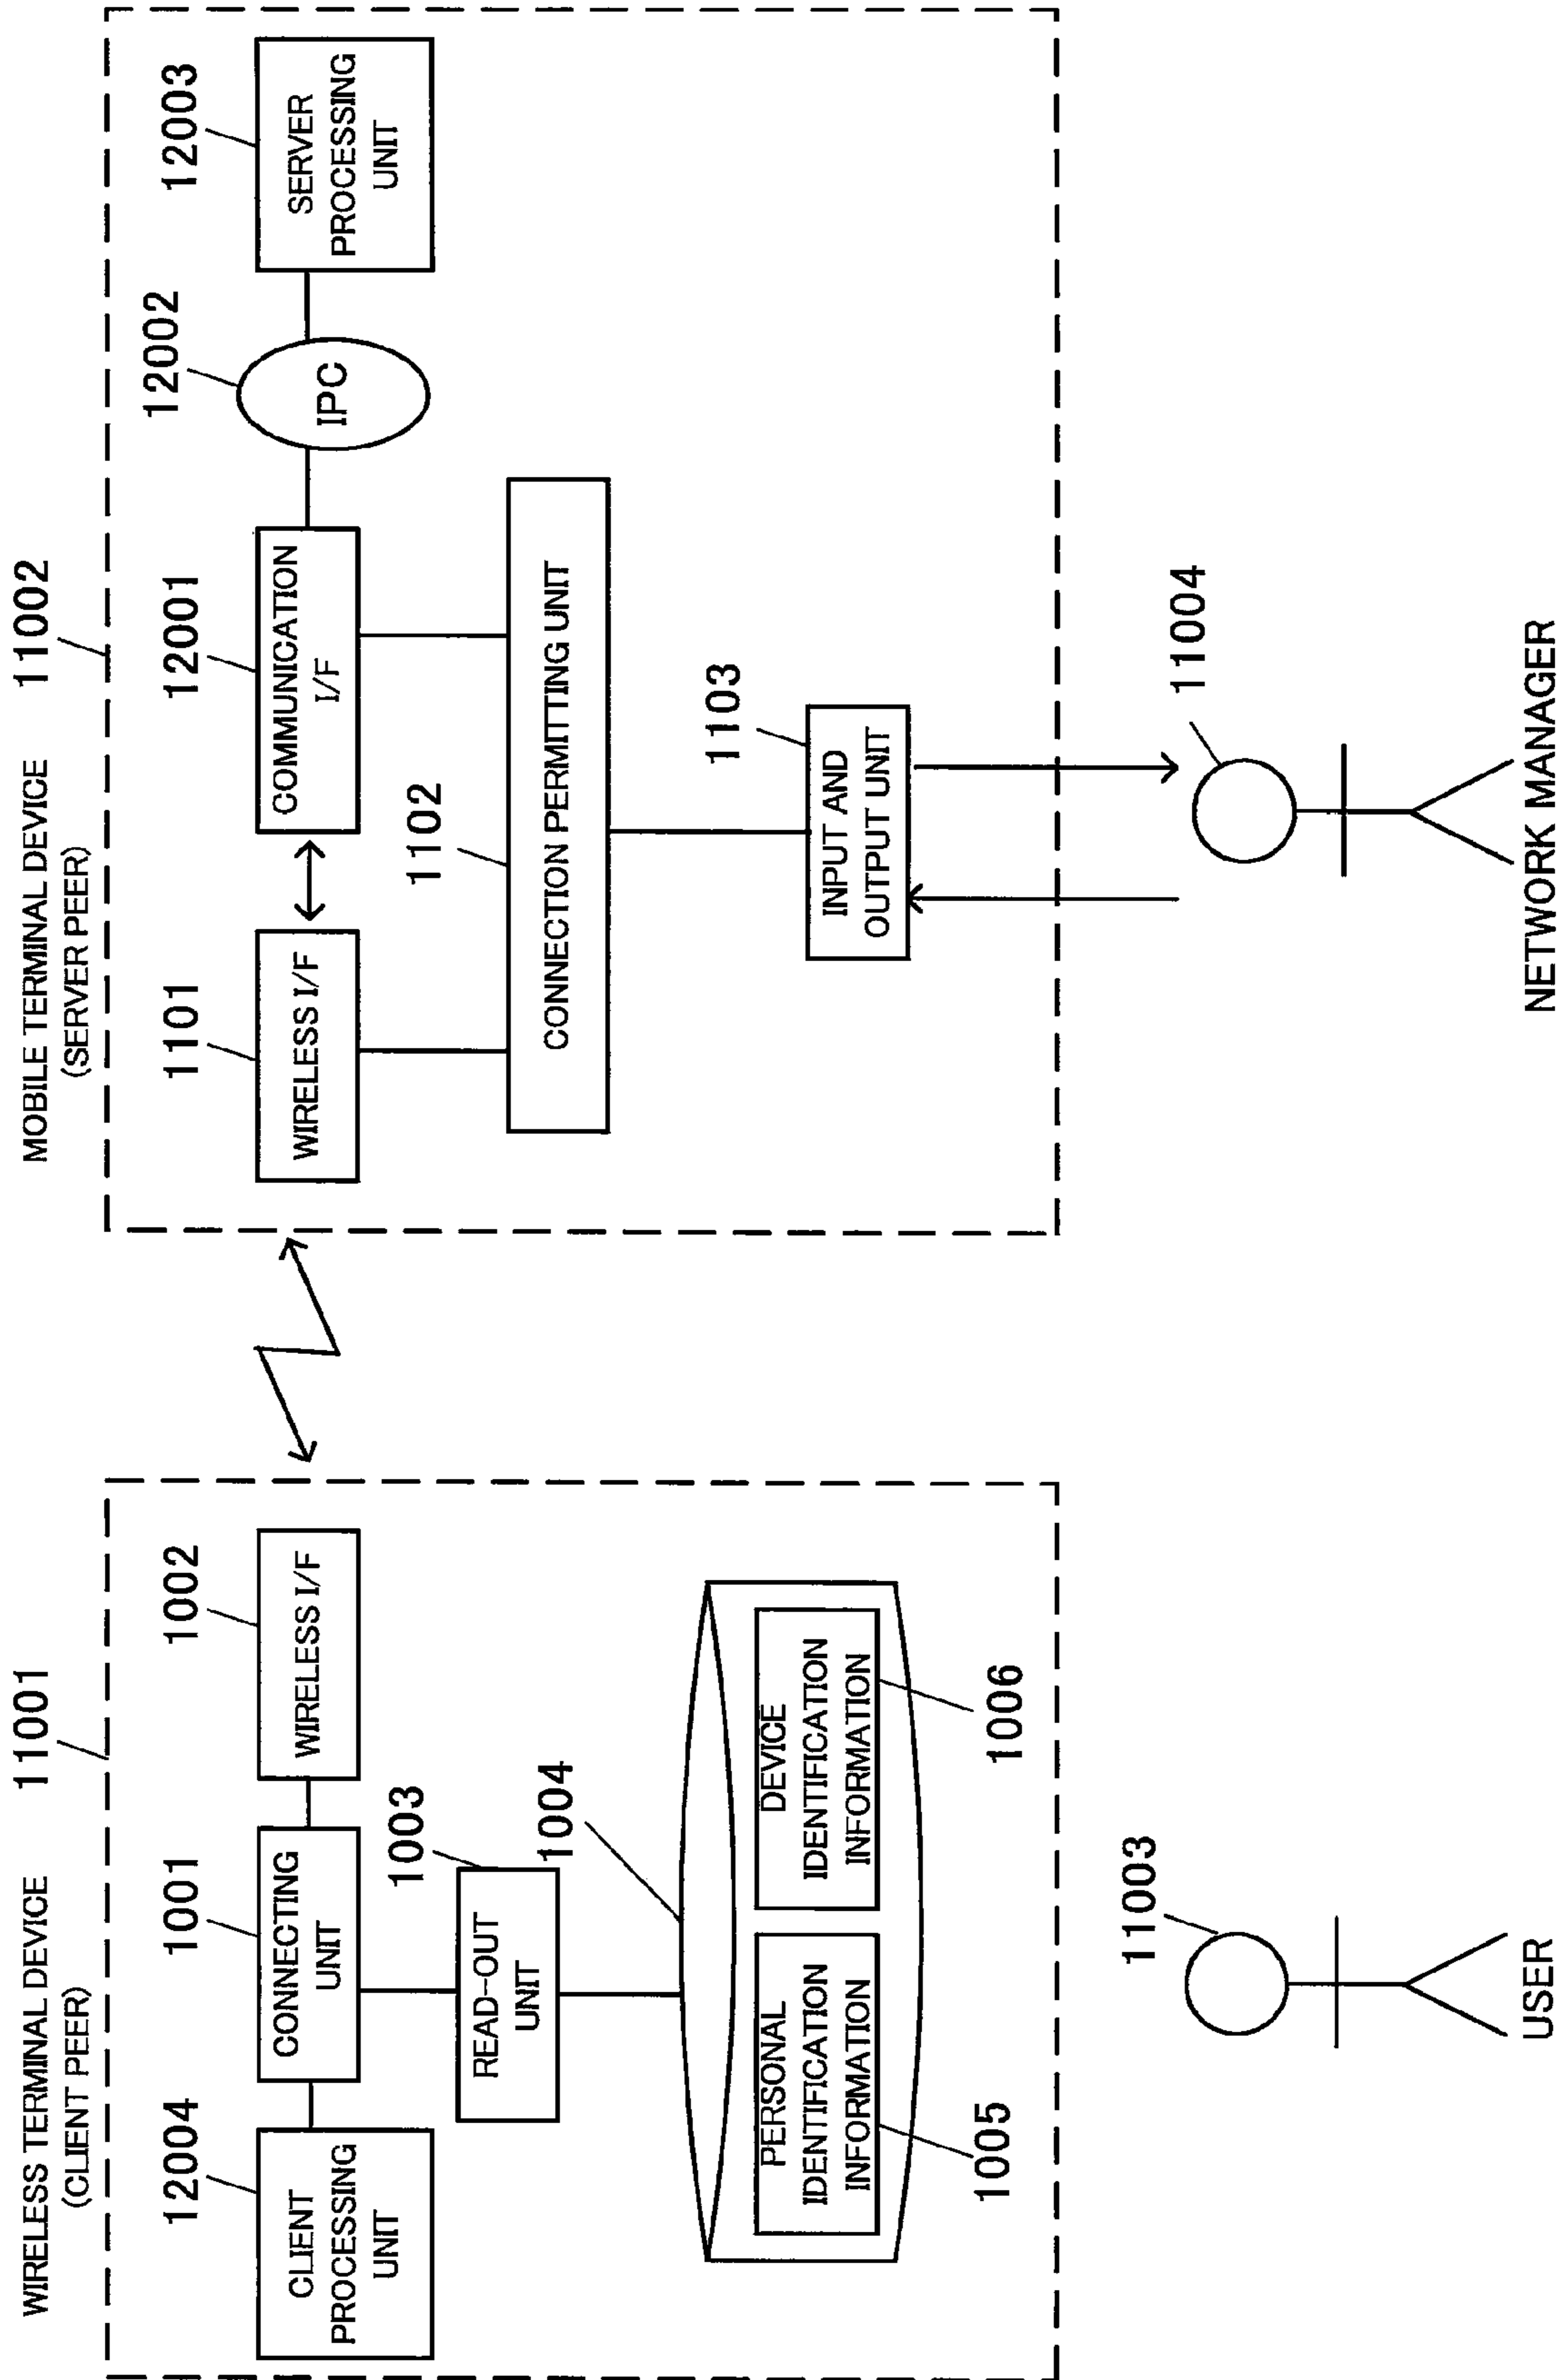 WIRELESS TERMINAL DEVICE
(CLIENT PEER)
11001
12004
CLIENT
PROCESSING
UNIT
1001
CONNECTING
UNIT
1002
WIRELESS I/F
1003
READ-OUT
UNIT
1004
PERSONAL
IDENTIFICATION
INFORMATION
1005
DEVICE
IDENTIFICATION
INFORMATION
1006
11003
USER
MOBILE TERMINAL DEVICE
(SERVER PEER)
11002
1101
WIRELESS I/F
12001
COMMUNICATION
I/F
12002
IPC
12003
SERVER
PROCESSING
UNIT
1102
CONNECTION PERMITTING UNIT
1103
INPUT AND
OUTPUT UNIT
11004
NETWORK MANAGER